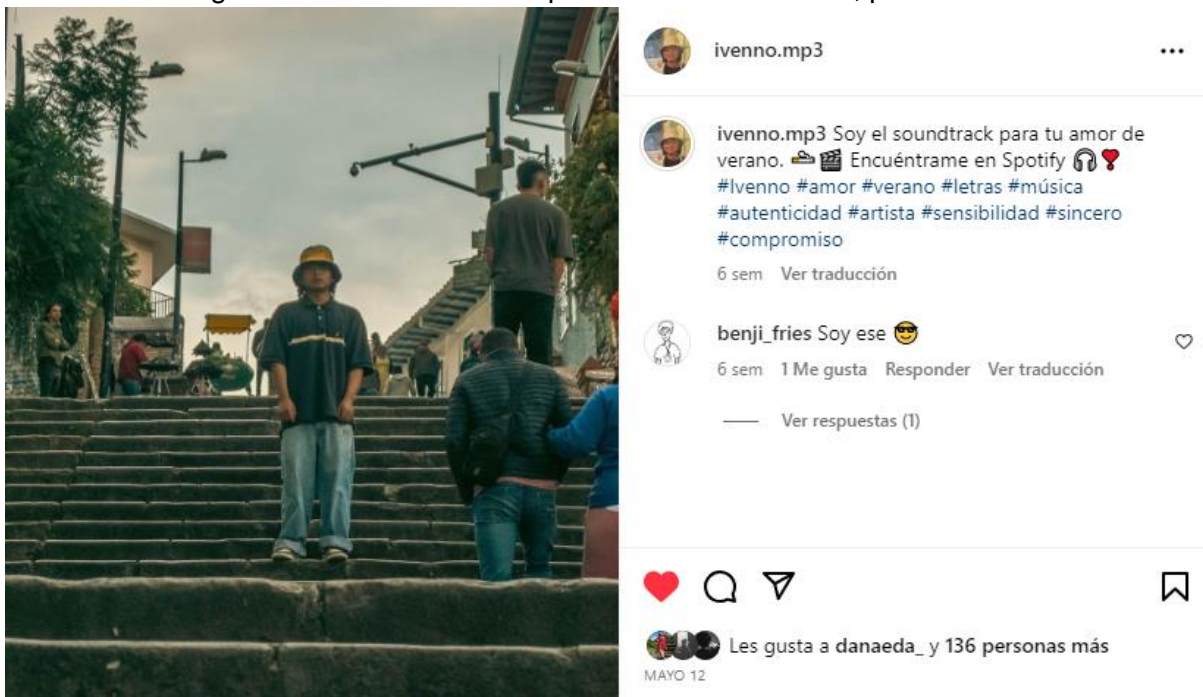 ivenno.mp3
ivenno.mp3 Soy el soundtrack para tu amor de
verano. 🚬🎬 Encuéntrame en Spotify 🎧❣️
#Ivenno #amor #verano #letras #música
#autenticidad #artista #sensibilidad #sincero
#compromiso
6 sem Ver traducción
benji_fries Soy ese 😎
6 sem 1 Me gusta Responder Ver traducción
Ver respuestas (1)
Les gusta a danaeda_ y 136 personas más
MAYO 12